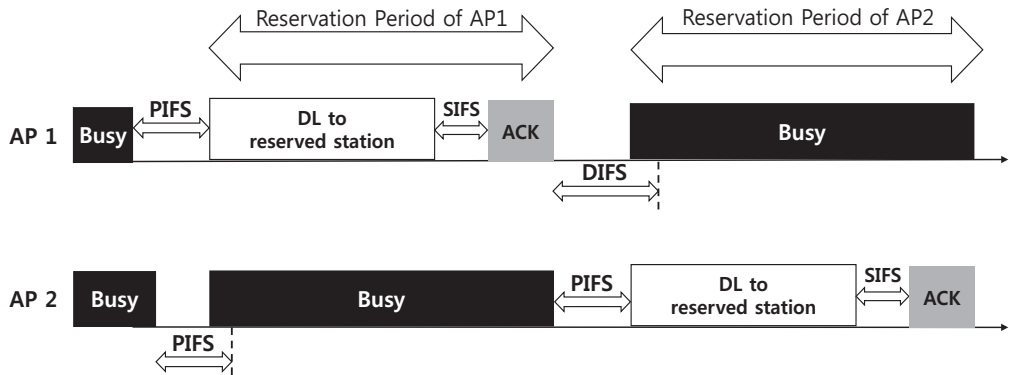 Reservation Period of AP1
Reservation Period of AP2
AP 1
Busy
PIFS
DL to
reserved station
SIFS
ACK
Busy
DIFS
AP 2
Busy
PIFS
Busy
PIFS
DL to
reserved station
SIFS
ACK